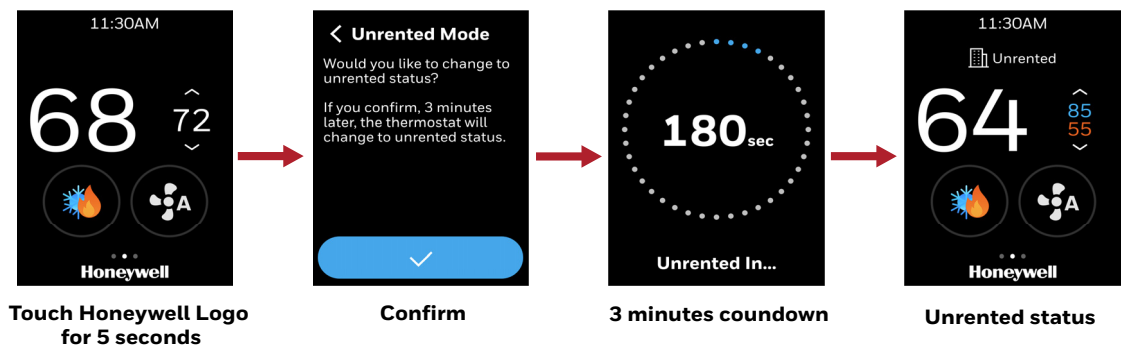 11:30AM
68
72
A
Honeywell
Touch Honeywell Logo
for 5 seconds
Unrented Mode
Would you like to change to
unrented status?
If you confirm, 3 minutes
later, the thermostat will
change to unrented status.
Confirm
180sec
Unrented In...
3 minutes coundown
11:30AM
Unrented
64
85
55
A
Honeywell
Unrented status